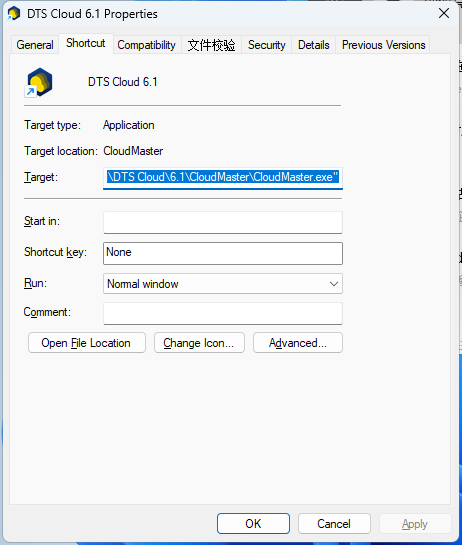 DTS Cloud 6.1 Properties
General Shortcut Compatibility 文件校验 Security Details Previous Versions
DTS Cloud 6.1
Target type: Application
Target location: CloudMaster
Target: \DTS Cloud\6.1\CloudMaster\CloudMaster.exe"
Start in:
Shortcut key: None
Run: Normal window
Comment:
Open File Location Change Icon... Advanced...
OK Cancel Apply